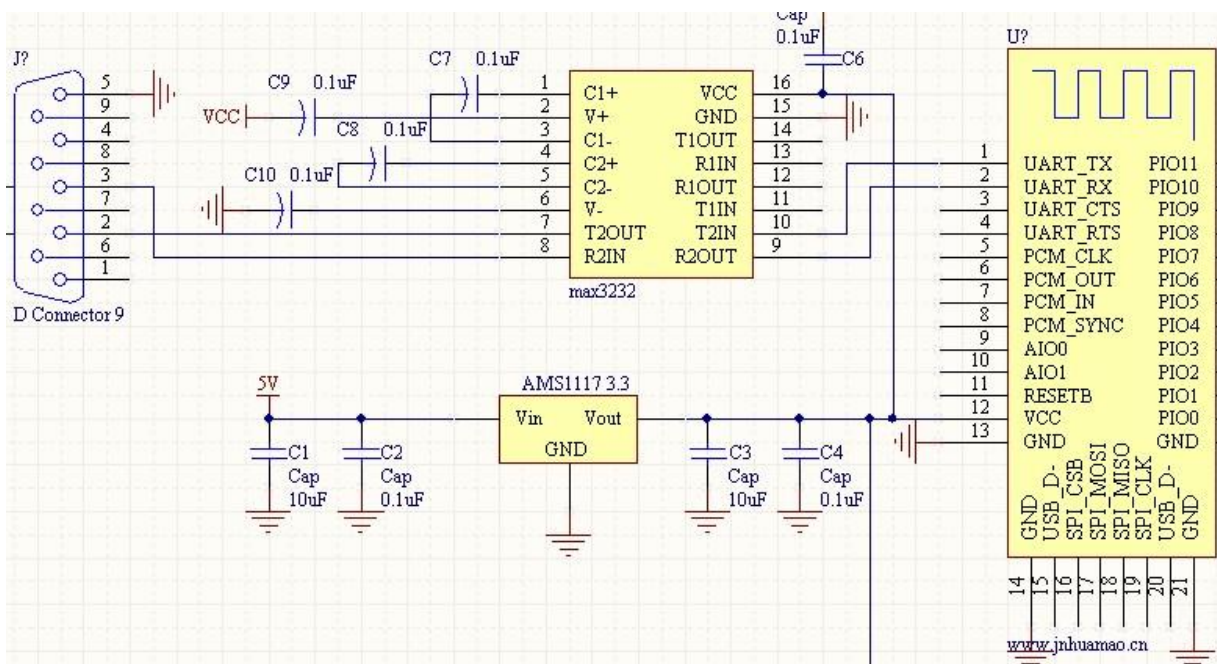 Cap
0.1uF
C6
J?
5
9
4
8
3
7
2
6
1
D Connector 9
C9 0.1uF
VCC
C7 0.1uF
C8 0.1uF
C10 0.1uF
1 C1+ VCC 16
2 V+ GND 15
3 C1- T1OUT 14
4 C2+ R1IN 13
5 C2- R1OUT 12
6 V- T1IN 11
7 T2OUT T2IN 10
8 R2IN R2OUT 9
max3232
U?
1 UART_TX PIO11
2 UART_RX PIO10
3 UART_CTS PIO9
4 UART_RTS PIO8
5 PCM_CLK PIO7
6 PCM_OUT PIO6
7 PCM_IN PIO5
8 PCM_SYNC PIO4
9 AIO0 PIO3
10 AIO1 PIO2
11 RESETB PIO1
12 VCC PIO0
13 GND GND
GND
USB_D-
SPI_CSB
SPI_MOSI
SPI_MISO
SPI_CLK
USB_D-
GND
14
15
16
17
18
19
20
21
www.jnhuamao.cn
5V
AMS1117 3.3
Vin Vout
GND
C1
Cap
10uF
C2
Cap
0.1uF
C3
Cap
10uF
C4
Cap
0.1uF